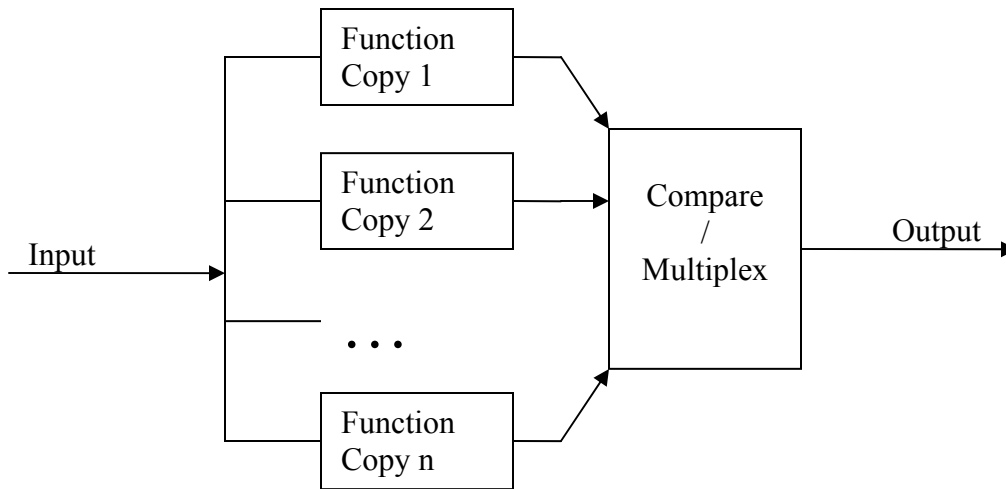 Function
Copy 1
Function
Copy 2
Compare
/
Multiplex
Input
Output
...
Function
Copy n